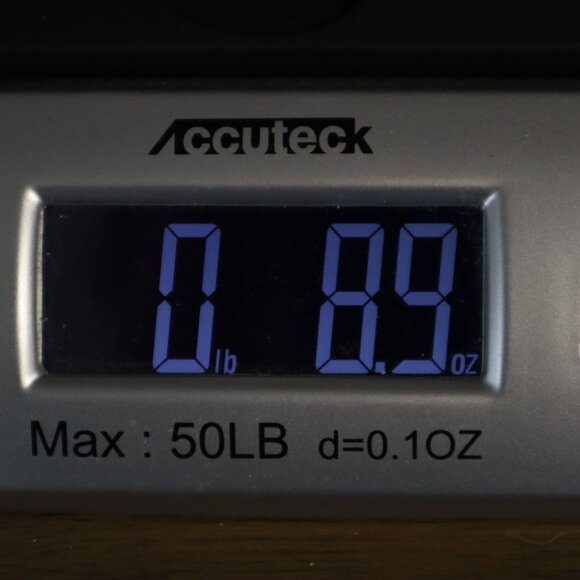 Accuteck
0 lb 8.9 oz
Max : 50LB d=0.1OZ